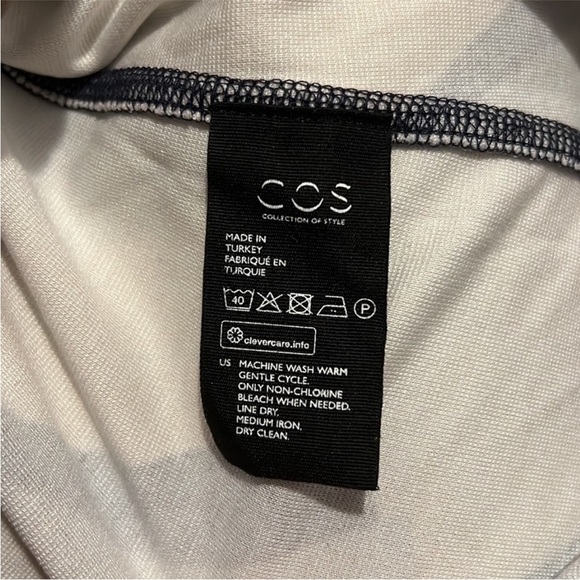 COS
COLLECTION OF STYLE
MADE IN
TURKEY
FABRIQUÉ EN
TURQUIE
40 P
clevercare.info
US MACHINE WASH WARM
GENTLE CYCLE.
ONLY NON-CHLORINE
BLEACH WHEN NEEDED.
LINE DRY.
MEDIUM IRON.
DRY CLEAN.